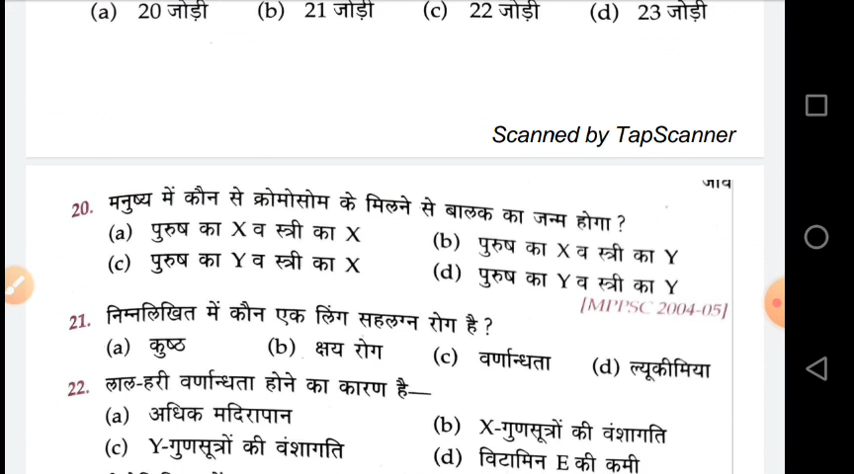 (a) 20 जोड़ी (b) 21 जोड़ी (c) 22 जोड़ी (d) 23 जोड़ी
Scanned by TapScanner
20. मनुष्य में कौन से क्रोमोसोम के मिलने से बालक का जन्म होगा ?
(a) पुरुष का X व स्त्री का X (b) पुरुष का X व स्त्री का Y
(c) पुरुष का Y व स्त्री का X (d) पुरुष का Y व स्त्री का Y
[MPPSC 2004-05]
21. निम्नलिखित में कौन एक लिंग सहलग्न रोग है ?
(a) कुष्ठ (b) क्षय रोग (c) वर्णान्धता (d) ल्यूकीमिया
22. लाल-हरी वर्णान्धता होने का कारण है—
(a) अधिक मदिरापान (b) X-गुणसूत्रों की वंशागति
(c) Y-गुणसूत्रों की वंशागति (d) विटामिन E की कमी